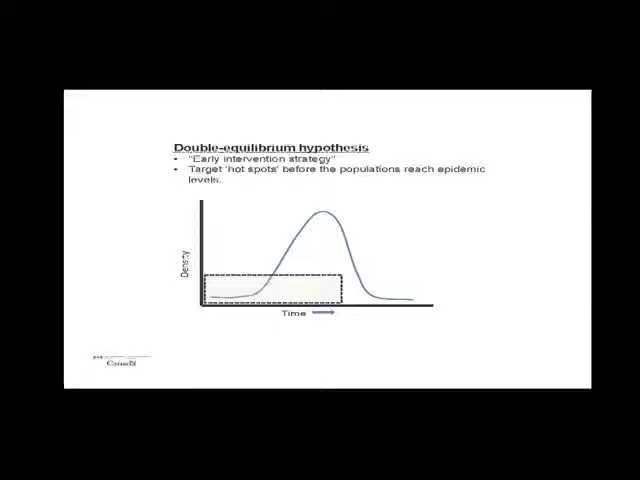 Double-equilibrium hypothesis
• "Early intervention strategy"
• Target 'hot spots' before the populations reach epidemic
levels.
Density
Time
Canada